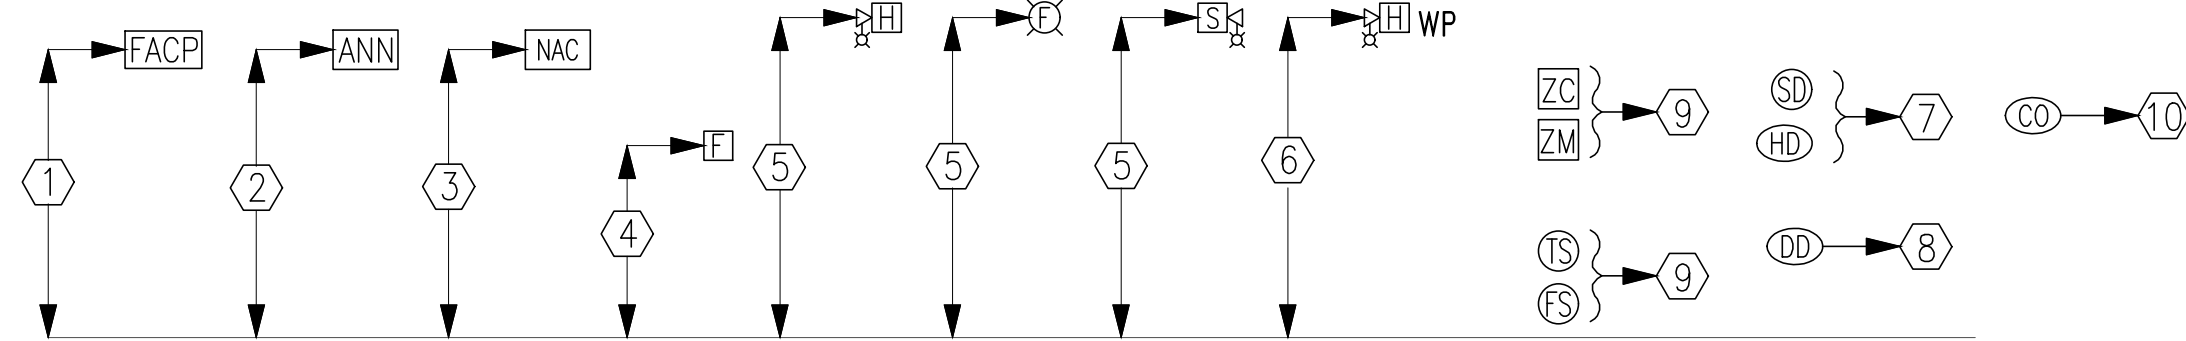 H F S H WP
FACP ANN NAC
ZC 9 SD 7 CO 10
ZM HD
F
1 2 3 4 5 5 5 6
TS 9 DD 8
FS